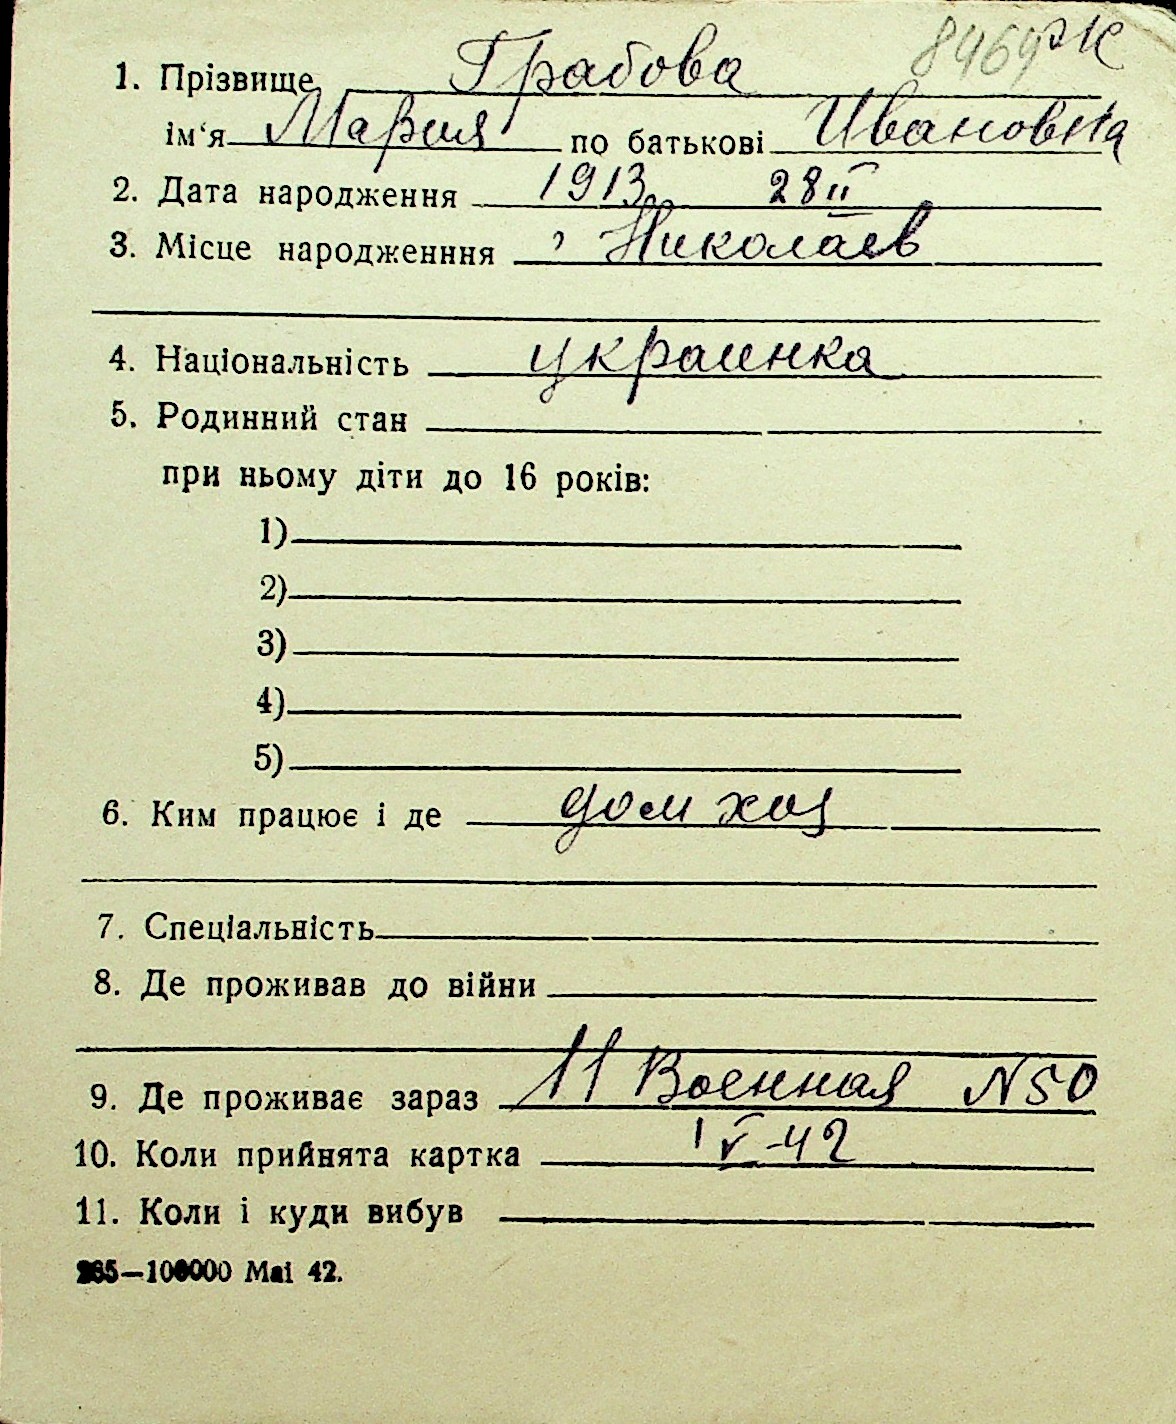 8469 ЖК
1. Прізвище Грабова
ім‘я Мария по батькові Ивановна
2. Дата народження 1913 28 II
3. Місце народженння г Николаев
4. Національність украинка
5. Родинний стан
при ньому діти до 16 років:
1)
2)
3)
4)
5)
6. Ким працює і де дом хоз
7. Спеціальність
8. Де проживав до війни
9. Де проживає зараз 11 Военная N 50
10. Коли прийнята картка 1 V-42
11. Коли і куди вибув
265—100000 Маі 42.